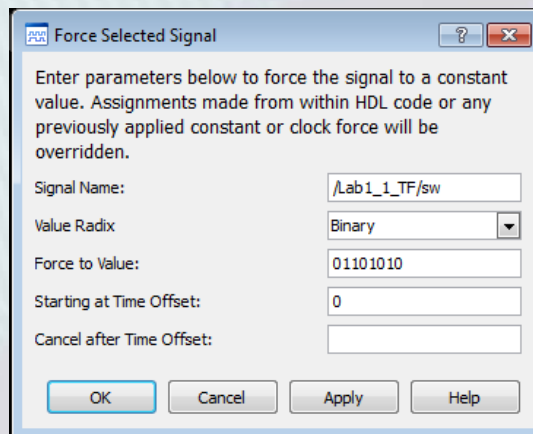 Force Selected Signal
Enter parameters below to force the signal to a constant
value. Assignments made from within HDL code or any
previously applied constant or clock force will be
overridden.
Signal Name: /Lab1_1_TF/sw
Value Radix Binary
Force to Value: 01101010
Starting at Time Offset: 0
Cancel after Time Offset:
OK Cancel Apply Help